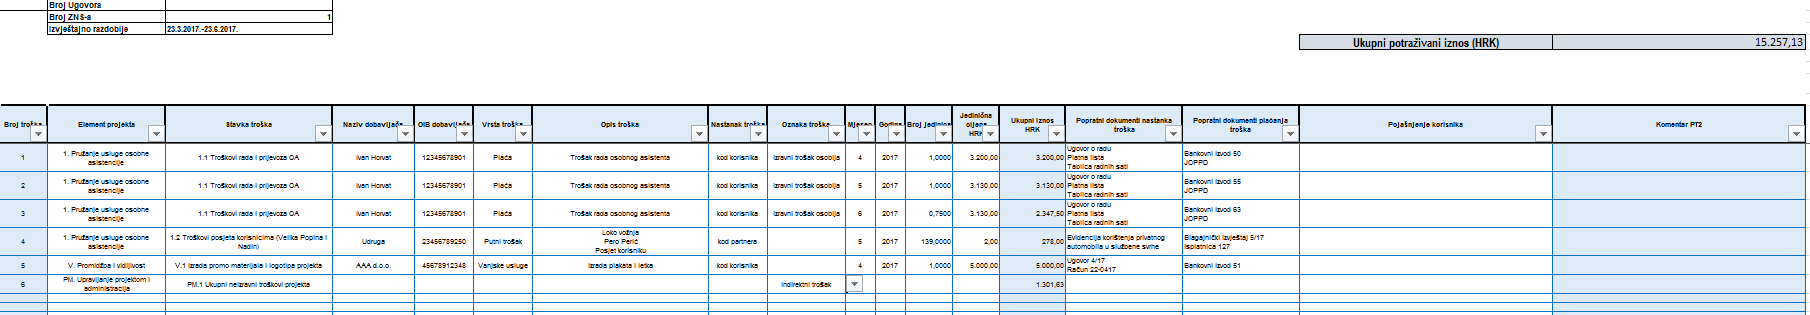 Broj Ugovora
Broj ZNS-a 1
Izvještajno razdoblje 23.3.2017.-23.6.2017.
Ukupni potraživani iznos (HRK) 15.257,13
Broj troška Element projekta Stavka troška Naziv dobavljača OIB dobavljača Vrsta troška Opis troška Nastanak troška Oznaka troška Mjesec Godina Broj jedinica Jedinična cijena HRK Ukupni iznos HRK Popratni dokumenti nastanka troška Popratni dokumenti plaćanja troška Pojašnjenje korisnika Komentar PT2
1 1. Pružanje usluge osobne asistencije 1.1 Troškovi rada i prijevoza OA Ivan Horvat 12345678901 Plaća Trošak rada osobnog asistenta kod korisnika Izravni trošak osoblja 4 2017 1,0000 3.200,00 3.200,00 Ugovor o radu Platna lista Tablica radnih sati Bankovni izvod 50 JOPPD
2 1. Pružanje usluge osobne asistencije 1.1 Troškovi rada i prijevoza OA Ivan Horvat 12345678901 Plaća Trošak rada osobnog asistenta kod korisnika Izravni trošak osoblja 5 2017 1,0000 3.130,00 3.130,00 Ugovor o radu Platna lista Tablica radnih sati Bankovni izvod 55 JOPPD
3 1. Pružanje usluge osobne asistencije 1.1 Troškovi rada i prijevoza OA Ivan Horvat 12345678901 Plaća Trošak rada osobnog asistenta kod korisnika Izravni trošak osoblja 6 2017 0,7500 3.130,00 2.347,50 Ugovor o radu Platna lista Tablica radnih sati Bankovni izvod 63 JOPPD
4 1. Pružanje usluge osobne asistencije 1.2 Troškovi posjeta korisnicima (Velika Popina i Nadin) Udruga 23456789250 Putni trošak Loko vožnja Pero Perić Posjet korisniku kod partnera 5 2017 139,0000 2,00 278,00 Evidencija korištenja privatnog automobila u službene svrhe Blagajnički izvještaj 5/17 Isplatnica 127
5 V. Promidžba i vidljivost V.1 Izrada promo materijala i logotipa projekta AAA d.o.o. 45678912348 Vanjske usluge Izrada plakata i letka kod korisnika 4 2017 1,0000 5.000,00 5.000,00 Ugovor 4/17 Račun 22-0417 Bankovni izvod 51
6 PM. Upravljanje projektom i administracija PM.1 Ukupni neizravni troškovi projekta Indirektni trošak 1.301,63